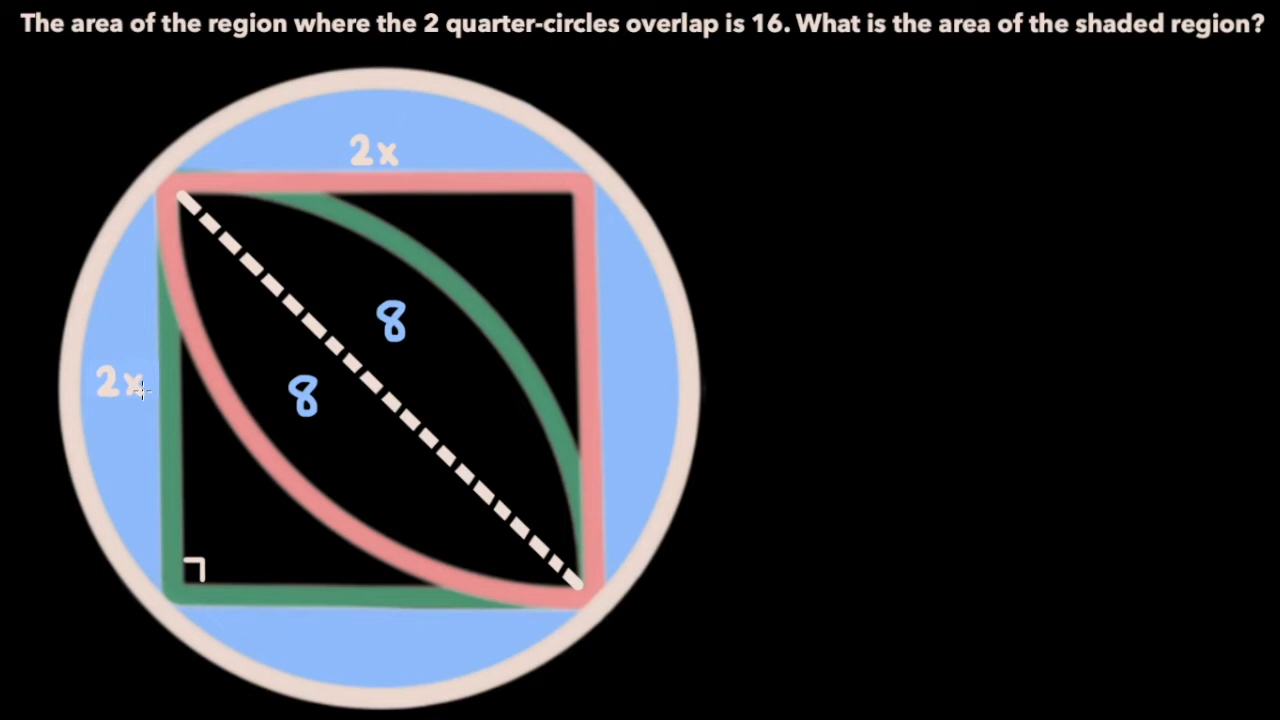 The area of the region where the 2 quarter-circles overlap is 16. What is the area of the shaded region?
2x
8
2x
8